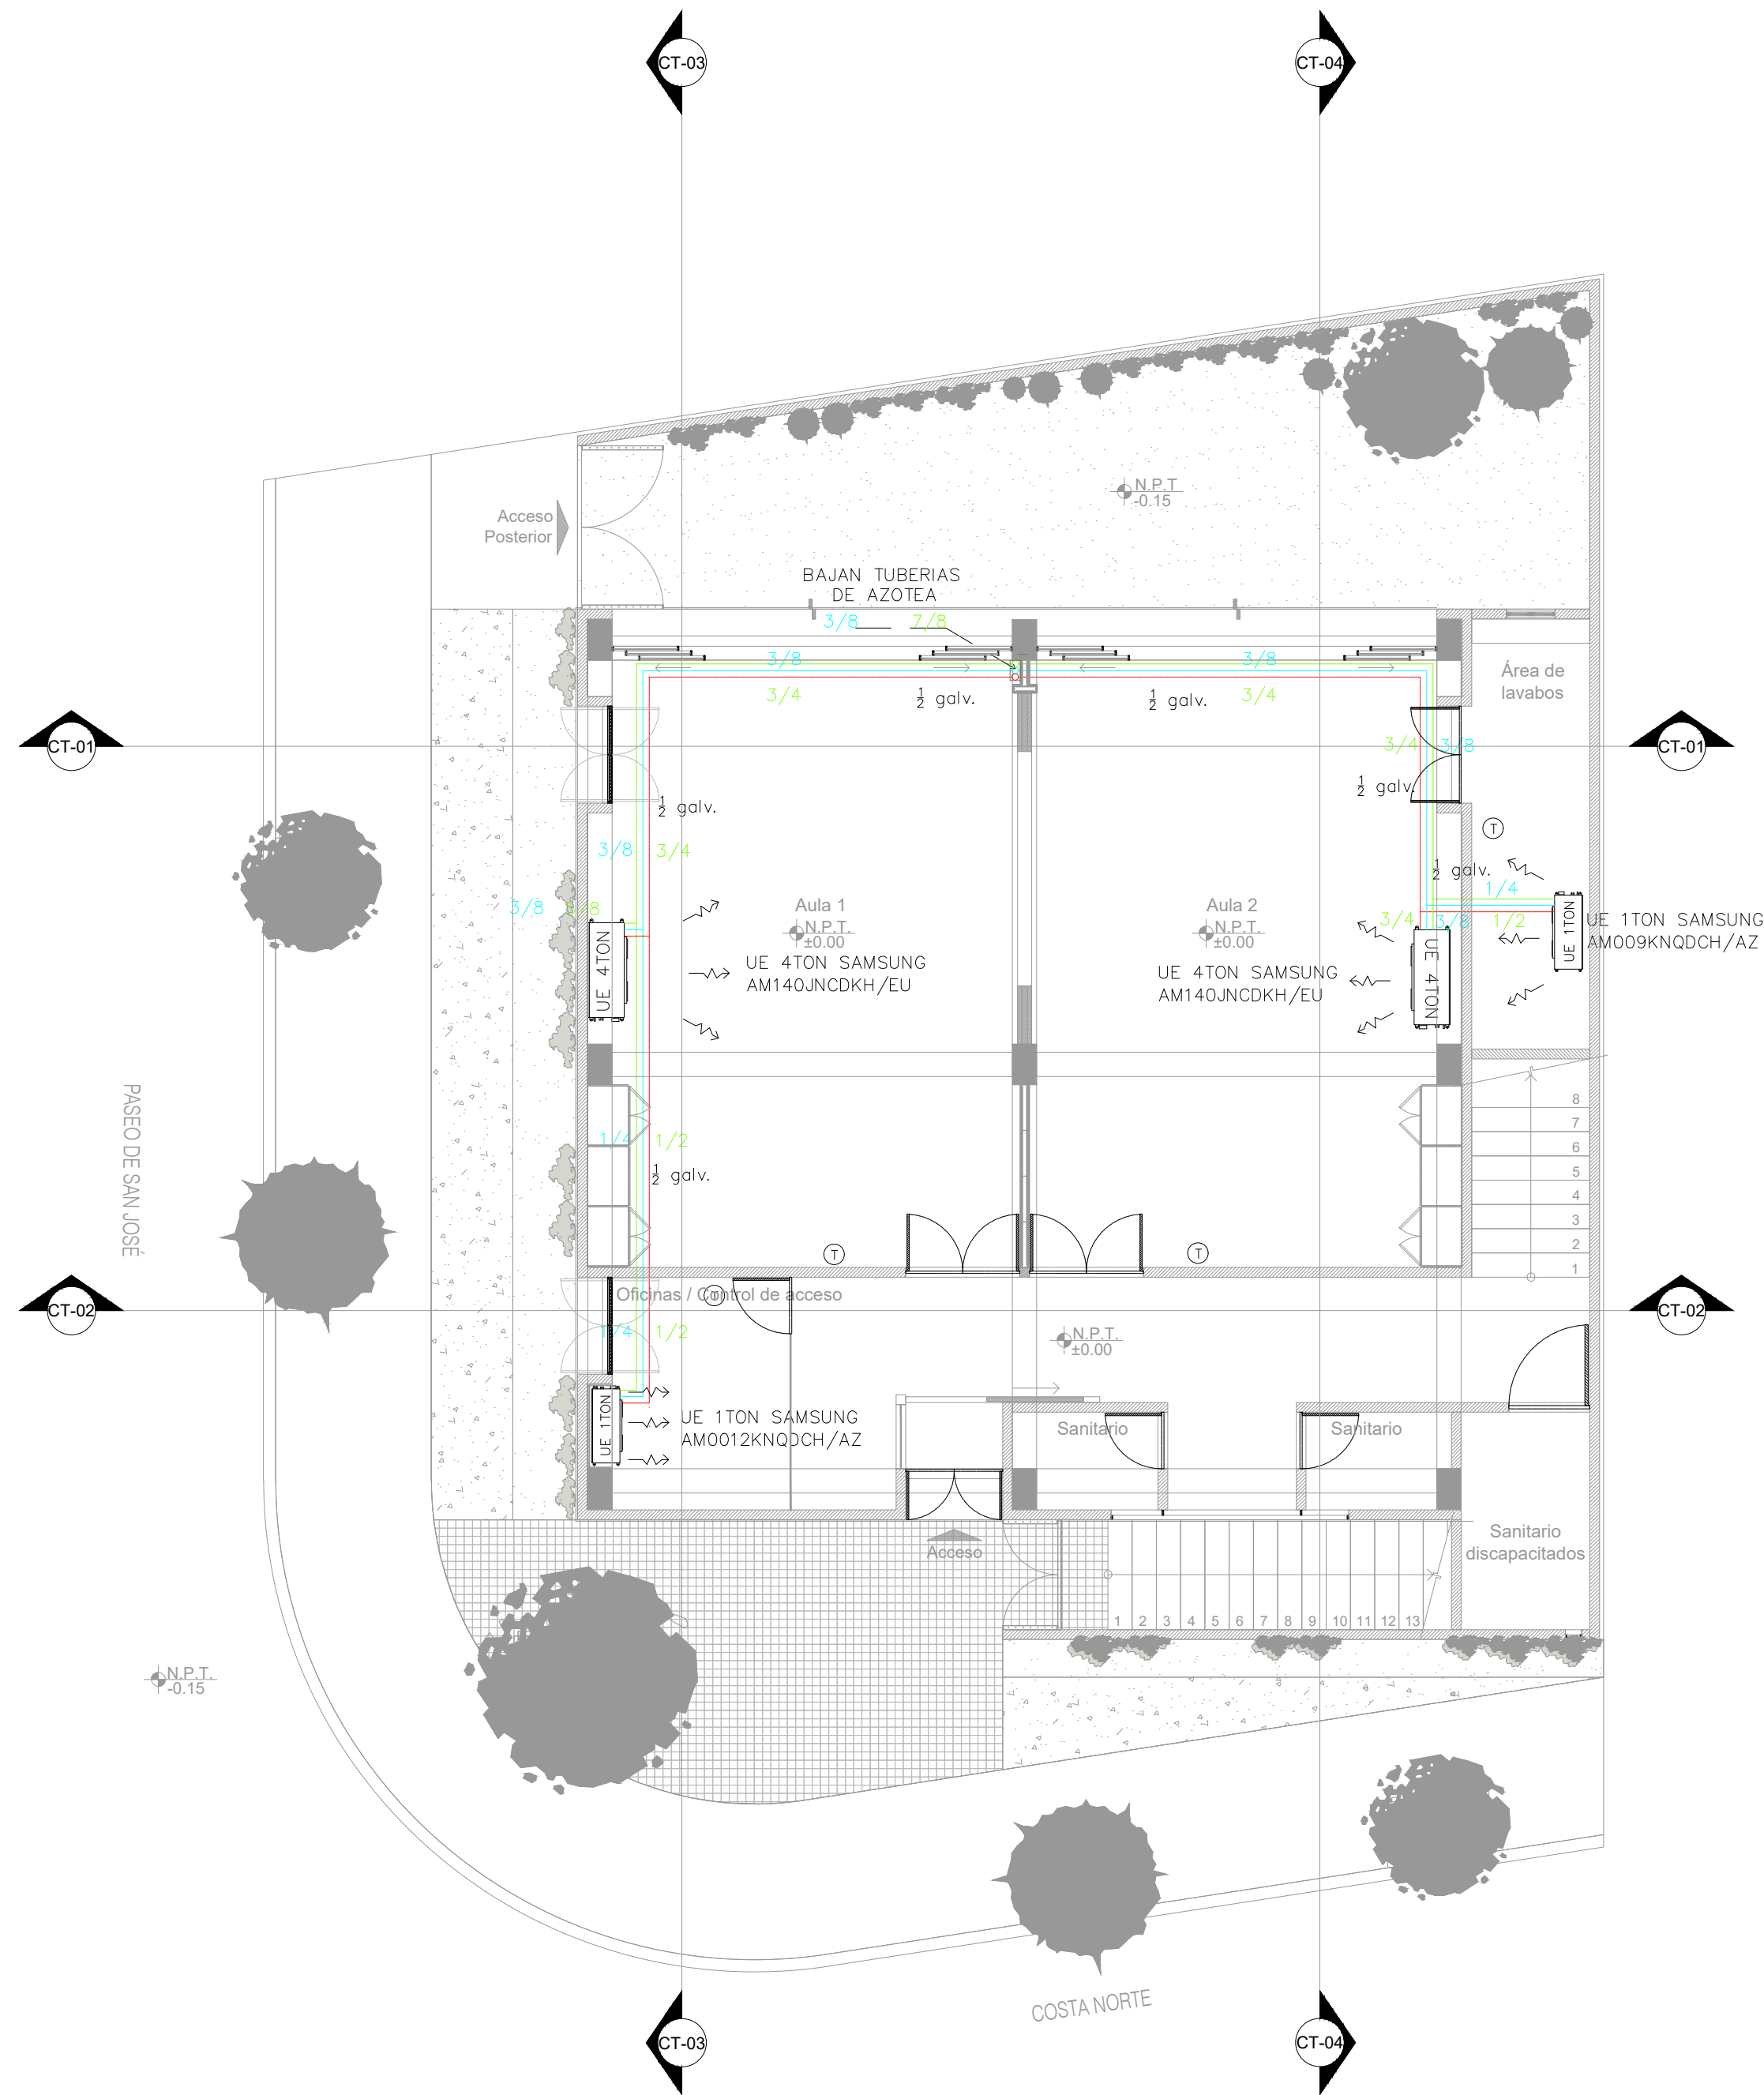 CT-03
CT-04
N.P.T
-0.15
Acceso
Posterior
BAJAN TUBERIAS
DE AZOTEA
3/8
7/8
3/8
3/8
3/4
1/2 galv.
1/2 galv.
3/4
Área de
lavabos
CT-01
3/4
3/8
CT-01
1/2 galv.
1/2 galv.
T
3/8
3/4
1/2 galv.
1/4
3/8
Aula 1
N.P.T.
±0.00
Aula 2
N.P.T.
±0.00
3/4
3/8
1/2
UE 1TON
UE 1TON SAMSUNG
AM009KNQDCH/AZ
UE 4TON
UE 4TON SAMSUNG
AM140JNCDKH/EU
UE 4TON SAMSUNG
AM140JNCDKH/EU
UE 4TON
PASEO DE SAN JOSÉ
1/4
1/2
1/2 galv.
8
7
6
5
4
3
2
1
T
T
Oficinas / Control de acceso
T
CT-02
CT-02
1/4
1/2
N.P.T.
±0.00
UE 1TON
UE 1TON SAMSUNG
AM0012KNQDCH/AZ
Sanitario
Sanitario
Acceso
Sanitario
discapacitados
1 2 3 4 5 6 7 8 9 10 11 12 13
N.P.T.
-0.15
COSTA NORTE
CT-03
CT-04